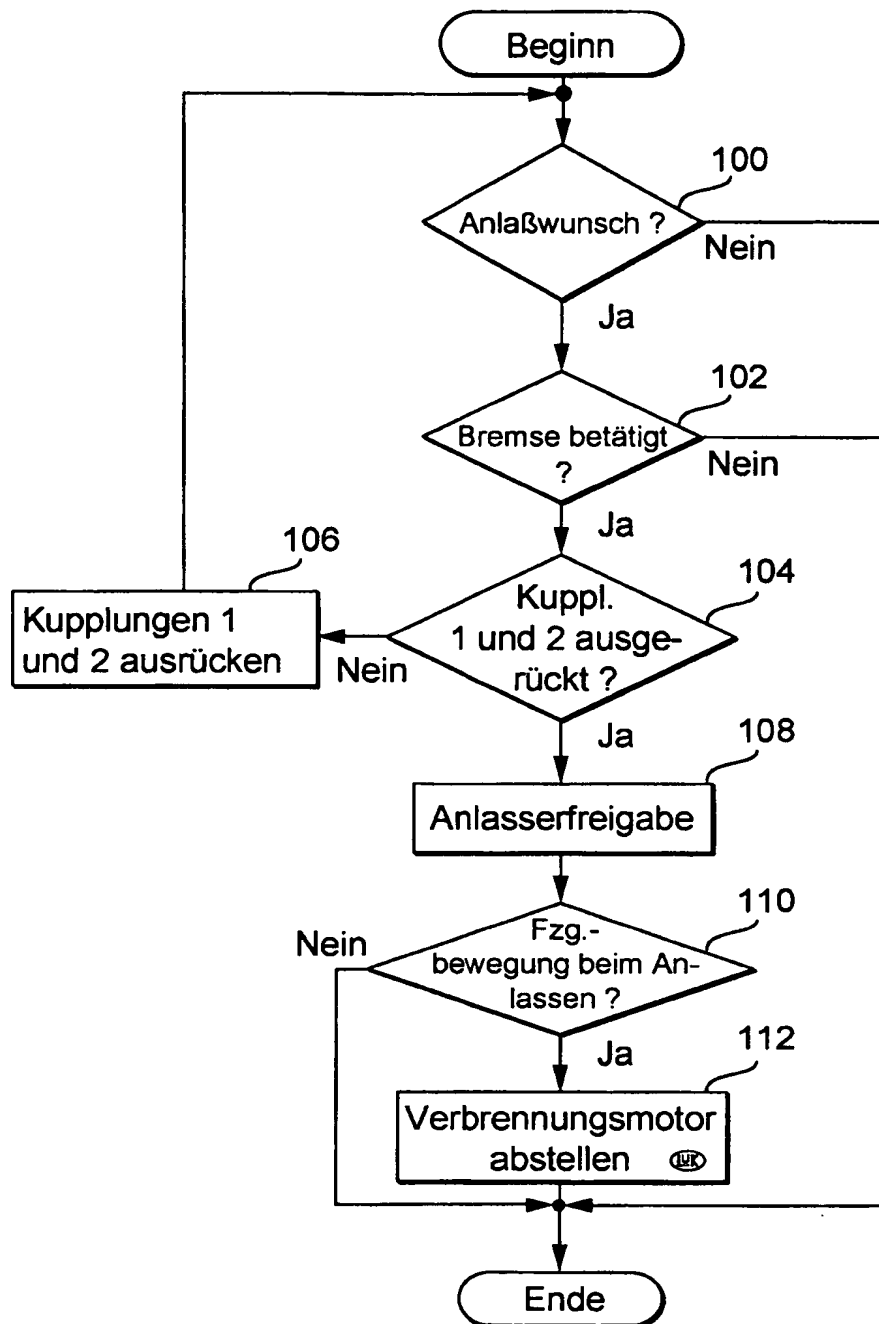 Beginn
100
Anlaßwunsch ?
Nein
Ja
102
Bremse betätigt
?
Nein
Ja
106
Kupplungen 1
und 2 ausrücken
104
Kuppl.
1 und 2 ausge-
rückt ?
Nein
Ja
108
Anlasserfreigabe
110
Fzg.-
bewegung beim An-
lassen ?
Nein
Ja
112
Verbrennungsmotor
abstellen
LUK
Ende